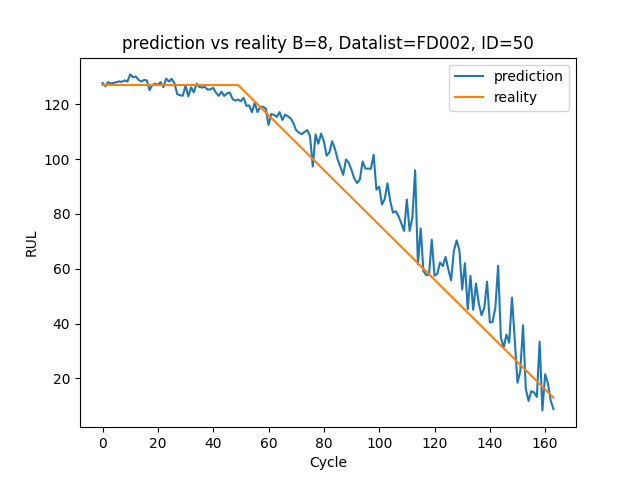 prediction vs reality B=8, Datalist=FD002, ID=50
prediction
reality
120
100
80
60
40
20
RUL
0 20 40 60 80 100 120 140 160
Cycle